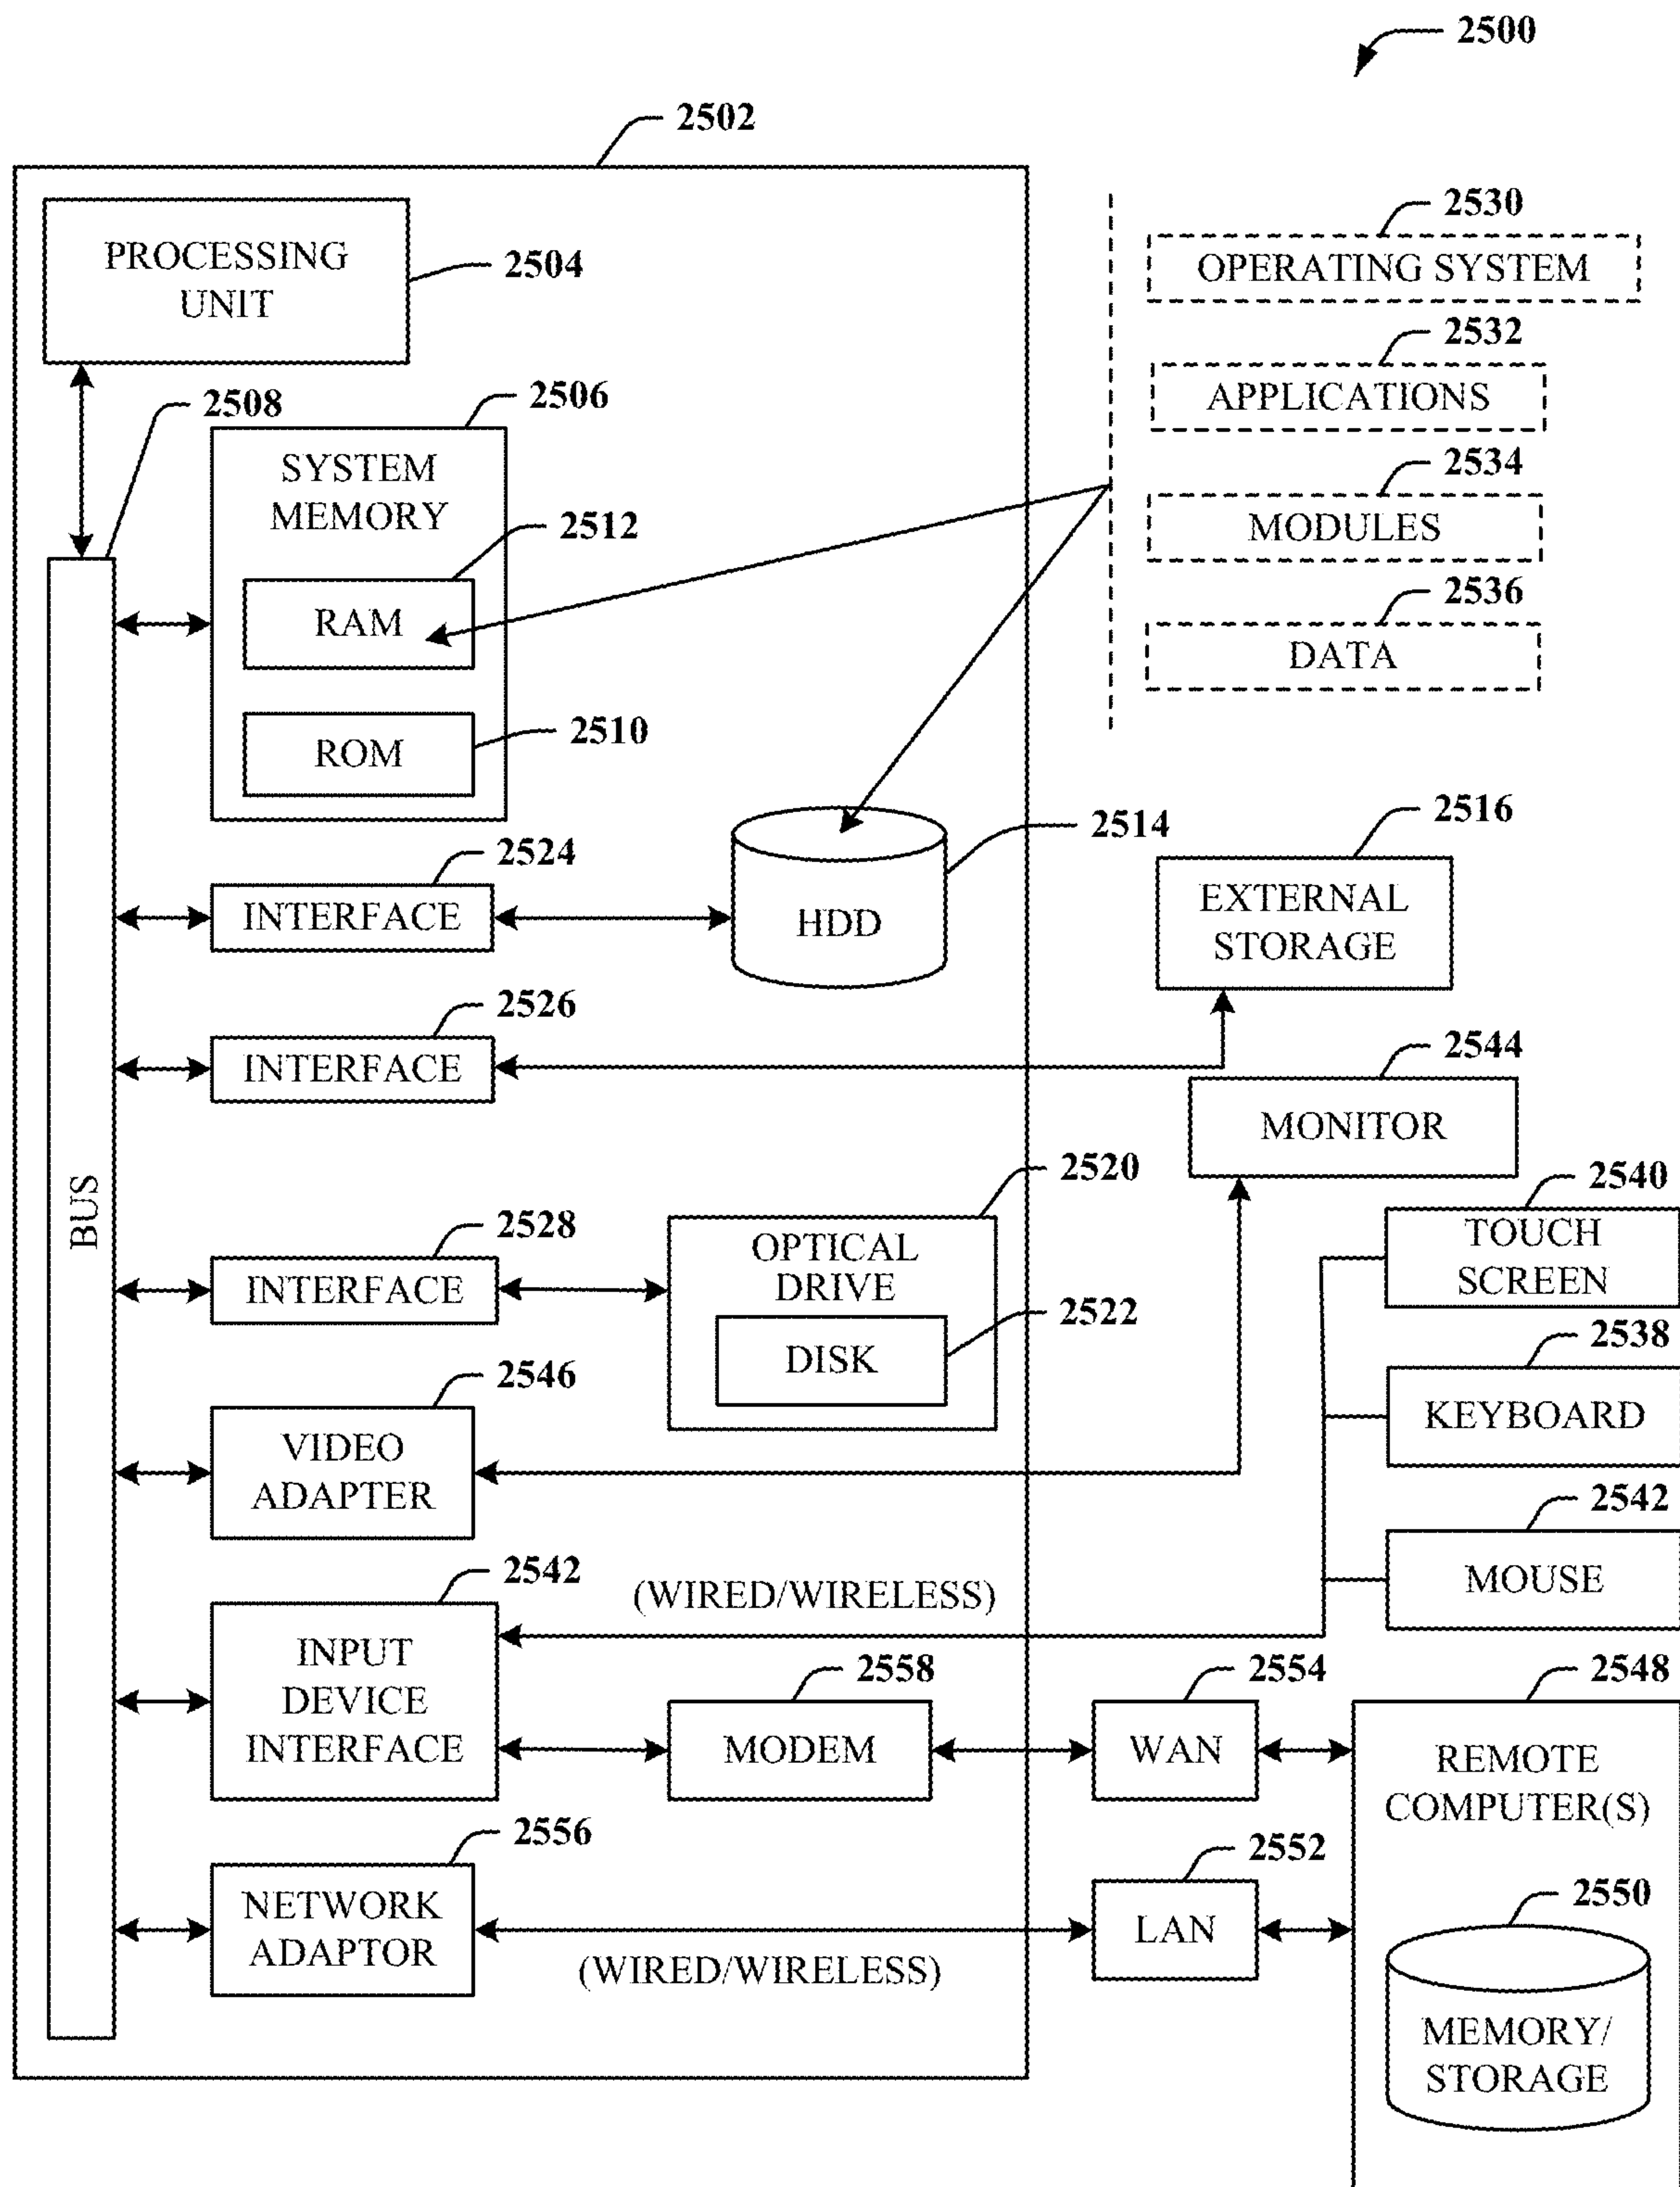 2500
2502
PROCESSING
UNIT
2504
2530
OPERATING SYSTEM
2532
APPLICATIONS
2534
MODULES
2536
DATA
2508
2506
SYSTEM
MEMORY
2512
RAM
2510
ROM
2524
INTERFACE
2514
HDD
2516
EXTERNAL
STORAGE
2526
INTERFACE
2544
MONITOR
BUS
2520
OPTICAL
DRIVE
2522
DISK
2528
INTERFACE
2540
TOUCH
SCREEN
2538
KEYBOARD
2546
VIDEO
ADAPTER
2542
MOUSE
2542
INPUT
DEVICE
INTERFACE
(WIRED/WIRELESS)
2558
MODEM
2554
WAN
2548
REMOTE
COMPUTER(S)
2556
NETWORK
ADAPTOR
(WIRED/WIRELESS)
2552
LAN
2550
MEMORY/
STORAGE